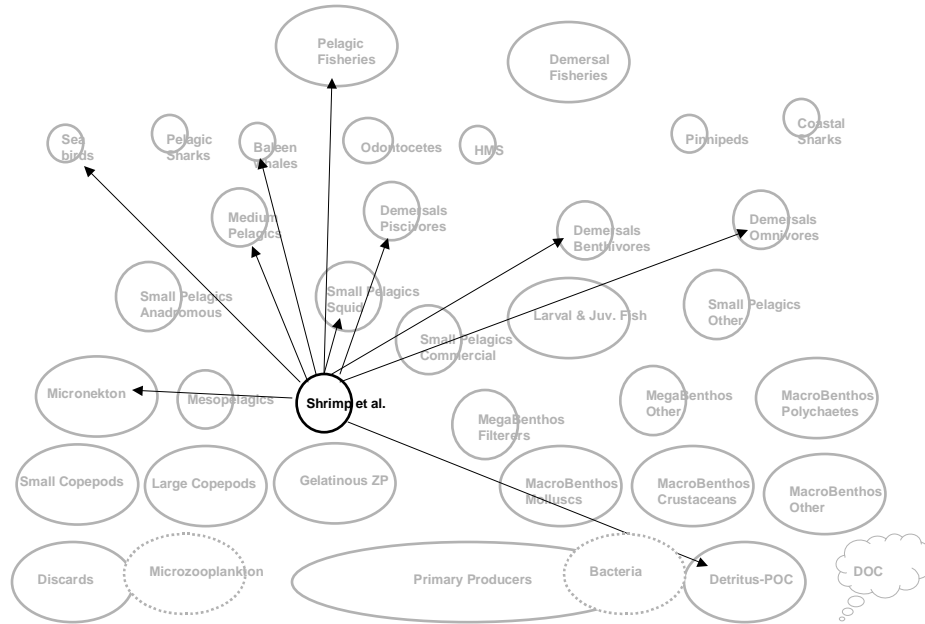 Pelagic
Fisheries
Demersal
Fisheries
Sea
birds
Pelagic
Sharks
Baleen
whales
Odontocetes
HMS
Pinnipeds
Coastal
Sharks
Medium
Pelagics
Demersals
Piscivores
Demersals
Benthivores
Demersals
Omnivores
Small Pelagics
Anadromous
Small Pelagics
Squid
Small Pelagics
Commercial
Larval & Juv. Fish
Small Pelagics
Other
Micronekton
Mesopelagics
Shrimp et al.
MegaBenthos
Filterers
MegaBenthos
Other
MacroBenthos
Polychaetes
Small Copepods
Large Copepods
Gelatinous ZP
MacroBenthos
Molluscs
MacroBenthos
Crustaceans
MacroBenthos
Other
Discards
Microzooplankton
Primary Producers
Bacteria
Detritus-POC
DOC